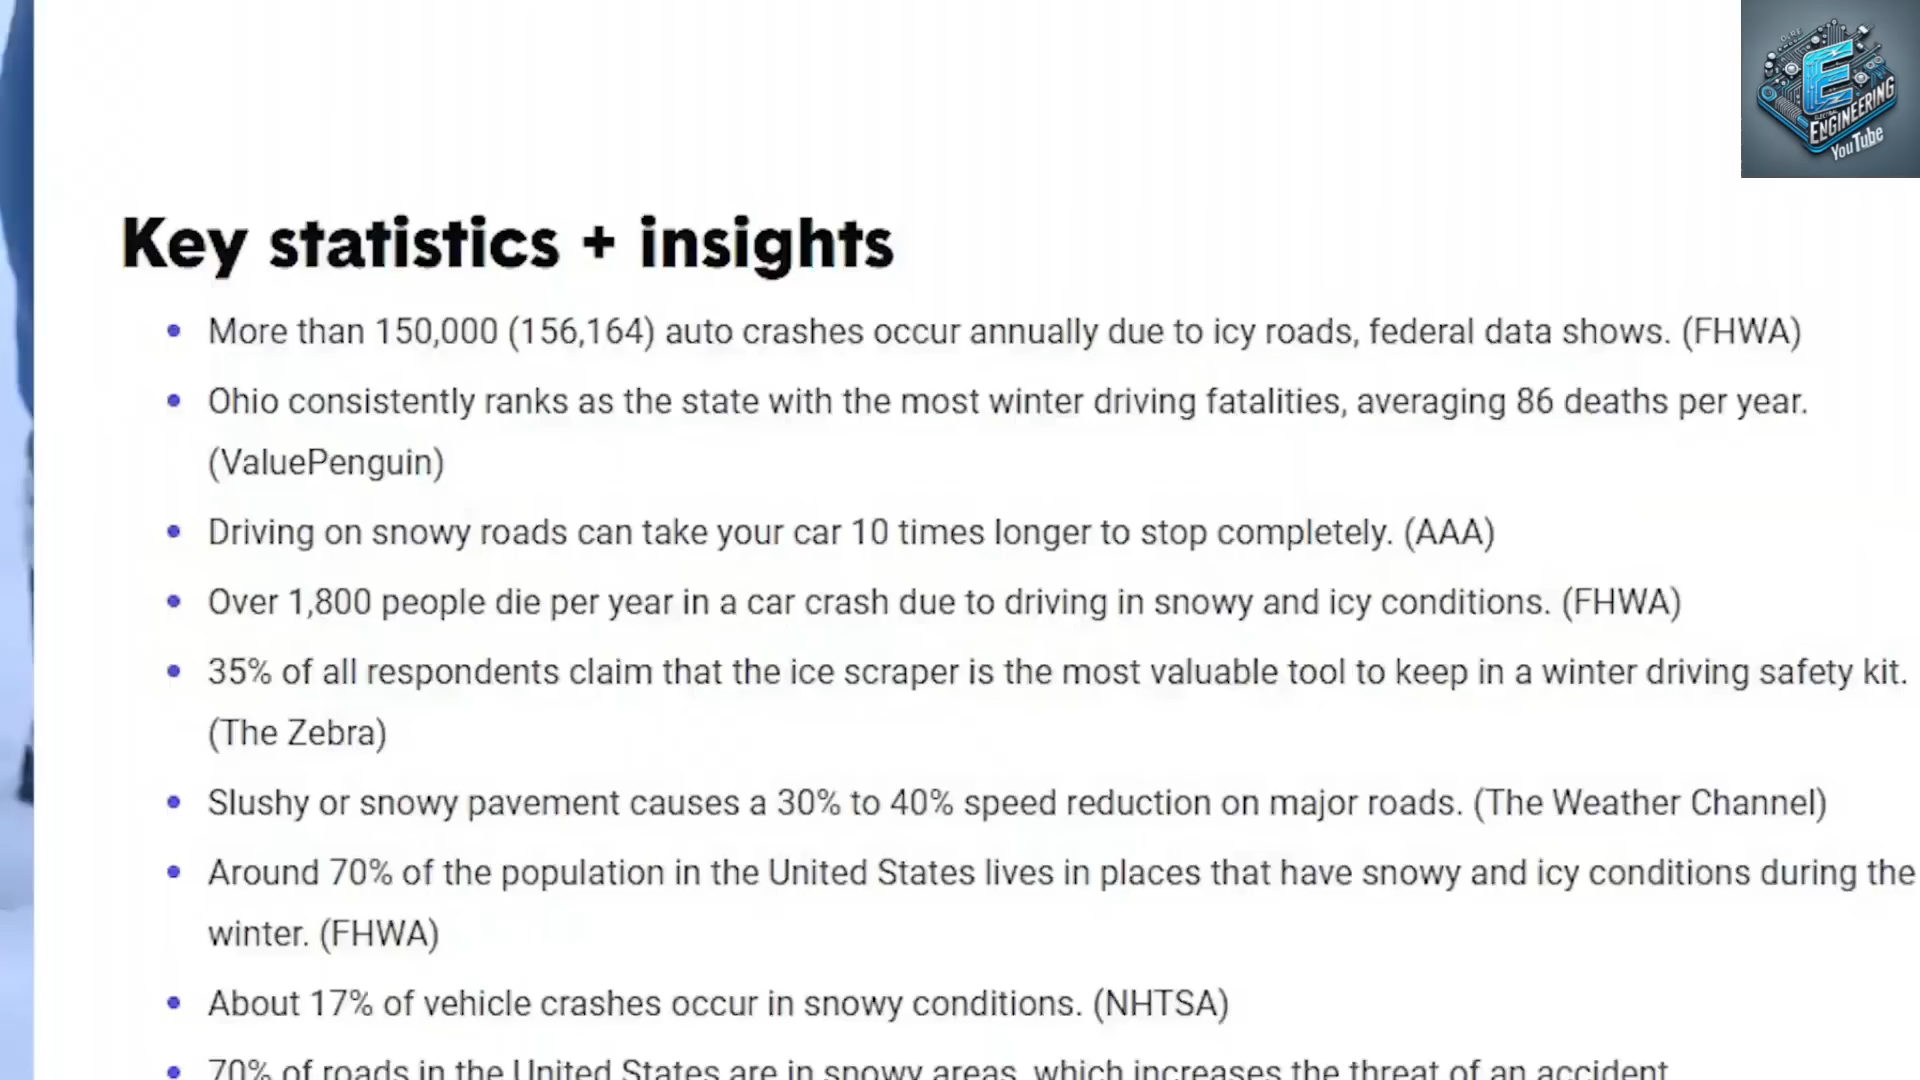 E
ENGINEERING
YouTube
Key statistics + insights
• More than 150,000 (156,164) auto crashes occur annually due to icy roads, federal data shows. (FHWA)
• Ohio consistently ranks as the state with the most winter driving fatalities, averaging 86 deaths per year.
(ValuePenguin)
• Driving on snowy roads can take your car 10 times longer to stop completely. (AAA)
• Over 1,800 people die per year in a car crash due to driving in snowy and icy conditions. (FHWA)
• 35% of all respondents claim that the ice scraper is the most valuable tool to keep in a winter driving safety kit.
(The Zebra)
• Slushy or snowy pavement causes a 30% to 40% speed reduction on major roads. (The Weather Channel)
• Around 70% of the population in the United States lives in places that have snowy and icy conditions during the
winter. (FHWA)
• About 17% of vehicle crashes occur in snowy conditions. (NHTSA)
• 70% of roads in the United States are in snowy areas, which increases the threat of an accident